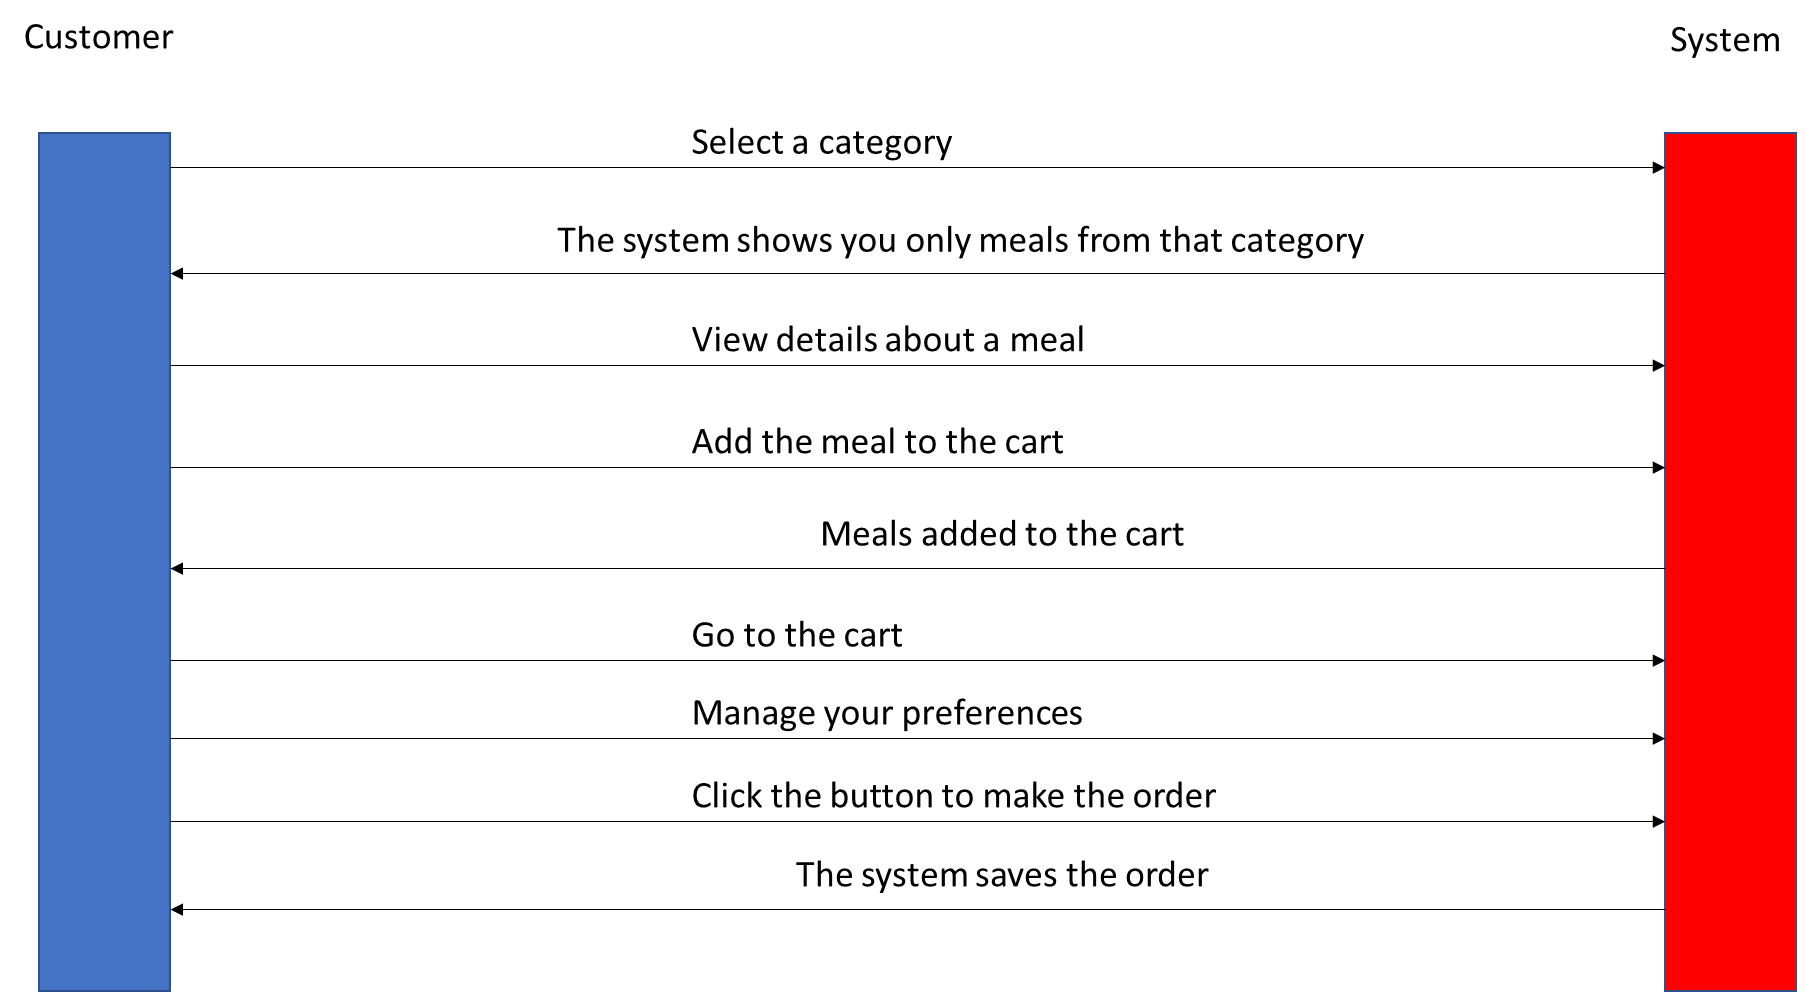 Customer
System
Select a category
The system shows you only meals from that category
View details about a meal
Add the meal to the cart
Meals added to the cart
Go to the cart
Manage your preferences
Click the button to make the order
The system saves the order